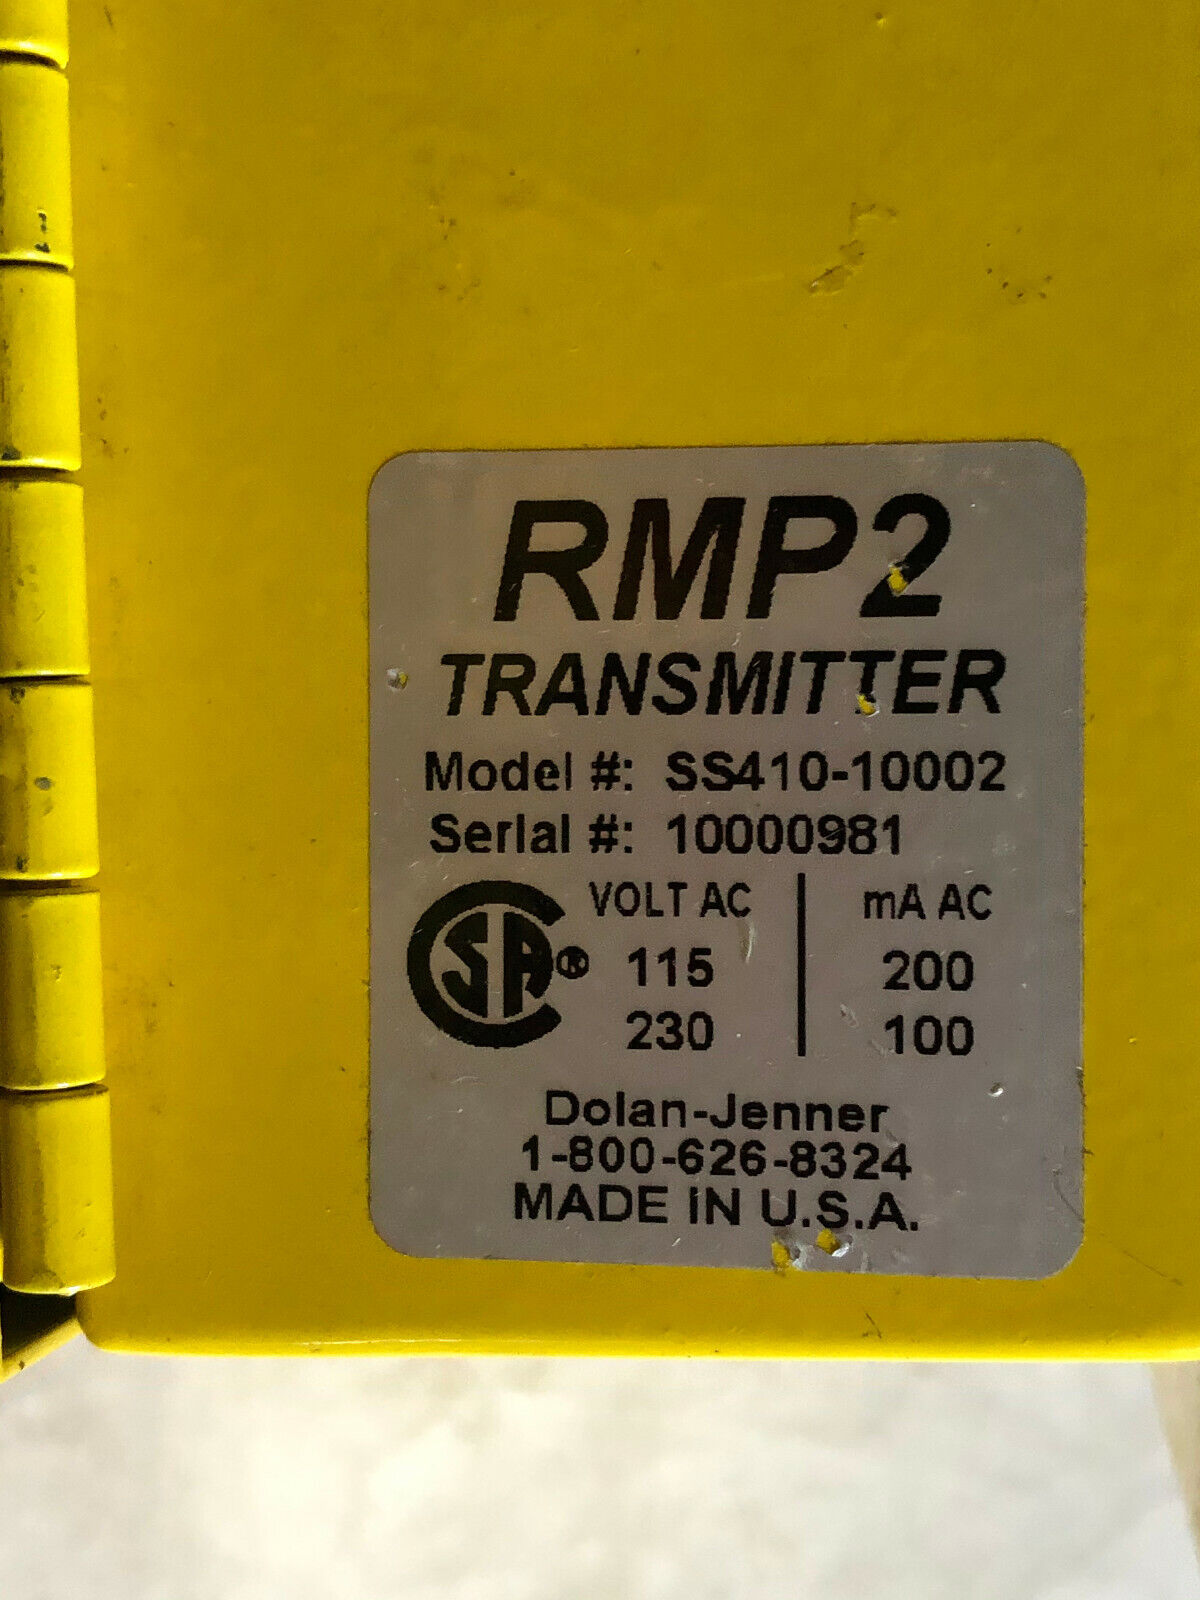 RMP2
TRANSMITTER
Model #: SS410-10002
Serial #: 10000981
CSA® VOLT AC | mA AC
115 | 200
230 | 100
Dolan-Jenner
1-800-626-8324
MADE IN U.S.A.